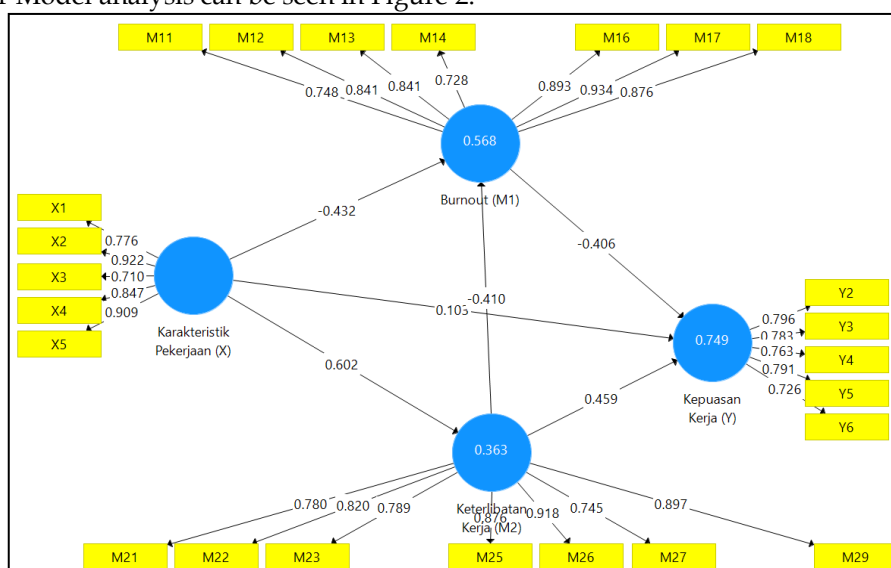 Model analysis can be seen in Figure 2.
M11 M12 M13 M14 M16 M17 M18
0.748 0.841 0.841 0.728 0.893 0.934 0.876
0.568
Burnout (M1)
-0.432
-0.406
X1
X2
X3
X4
X5
0.776
0.922
0.710
0.847
0.909
Karakteristik
Pekerjaan (X)
-0.410
0.602
0.459
0.749
Kepuasan
Kerja (Y)
0.796
0.783
0.763
0.791
0.726
Y2
Y3
Y4
Y5
Y6
0.363
Keterlibatan
Kerja (M2)
0.780 0.820 0.789 0.876 0.918 0.745 0.897
M21 M22 M23 M25 M26 M27 M29